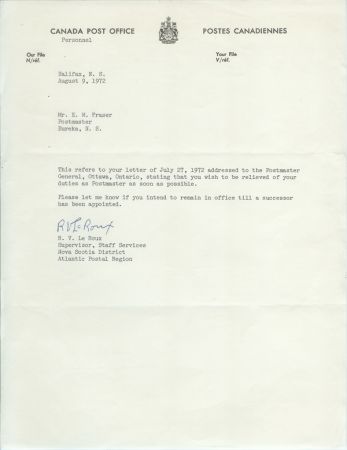 CANADA POST OFFICE
POSTES CANADIENNES
Personnel
Our File
N/réf.
Your File
V/réf.
Halifax, N. S.
August 9, 1972
Mr. E. M. Fraser
Postmaster
Eureka, N. S.
This refers to your letter of July 27, 1972 addressed to the Postmaster
General, Ottawa, Ontario, stating that you wish to be relieved of your
duties as Postmaster as soon as possible.
Please let me know if you intend to remain in office till a successor
has been appointed.
R V Le Roux
R. V. Le Roux
Supervisor, Staff Services
Nova Scotia District
Atlantic Postal Region